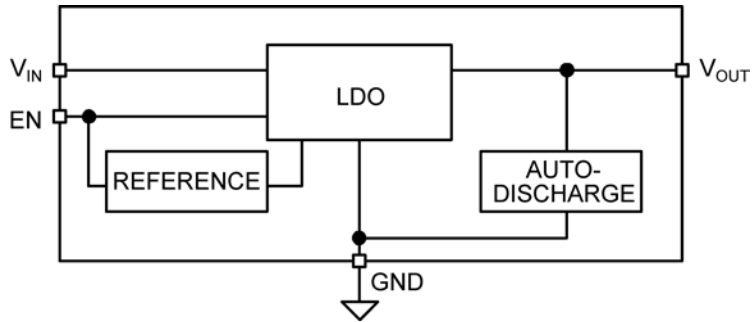 V_IN
LDO
V_OUT
EN
REFERENCE
AUTO-
DISCHARGE
GND